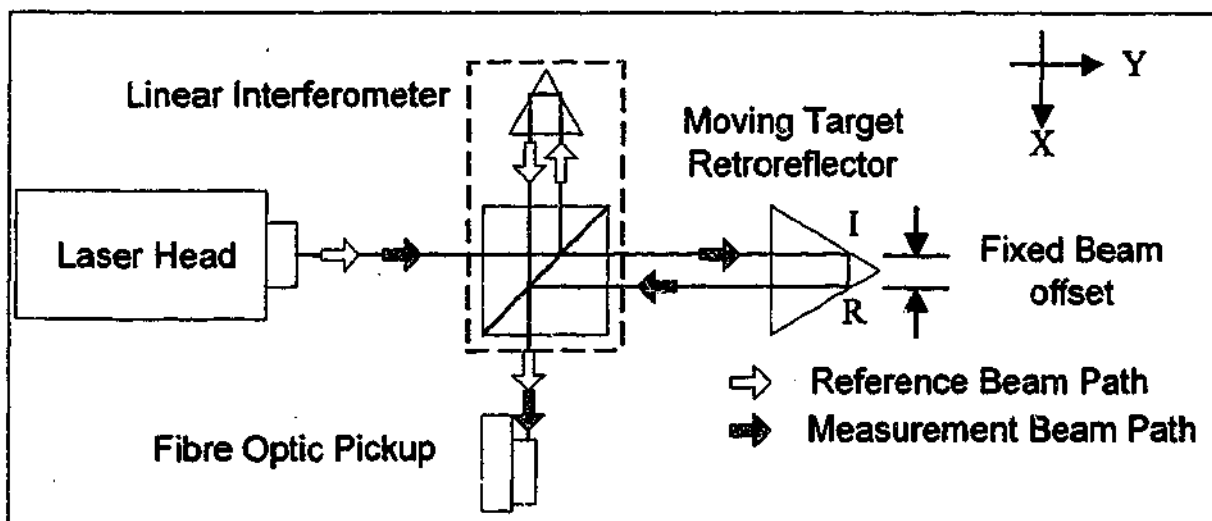 Linear Interferometer
Y
X
Moving Target
Retroreflector
Laser Head
I
R
Fixed Beam
offset
Reference Beam Path
Measurement Beam Path
Fibre Optic Pickup